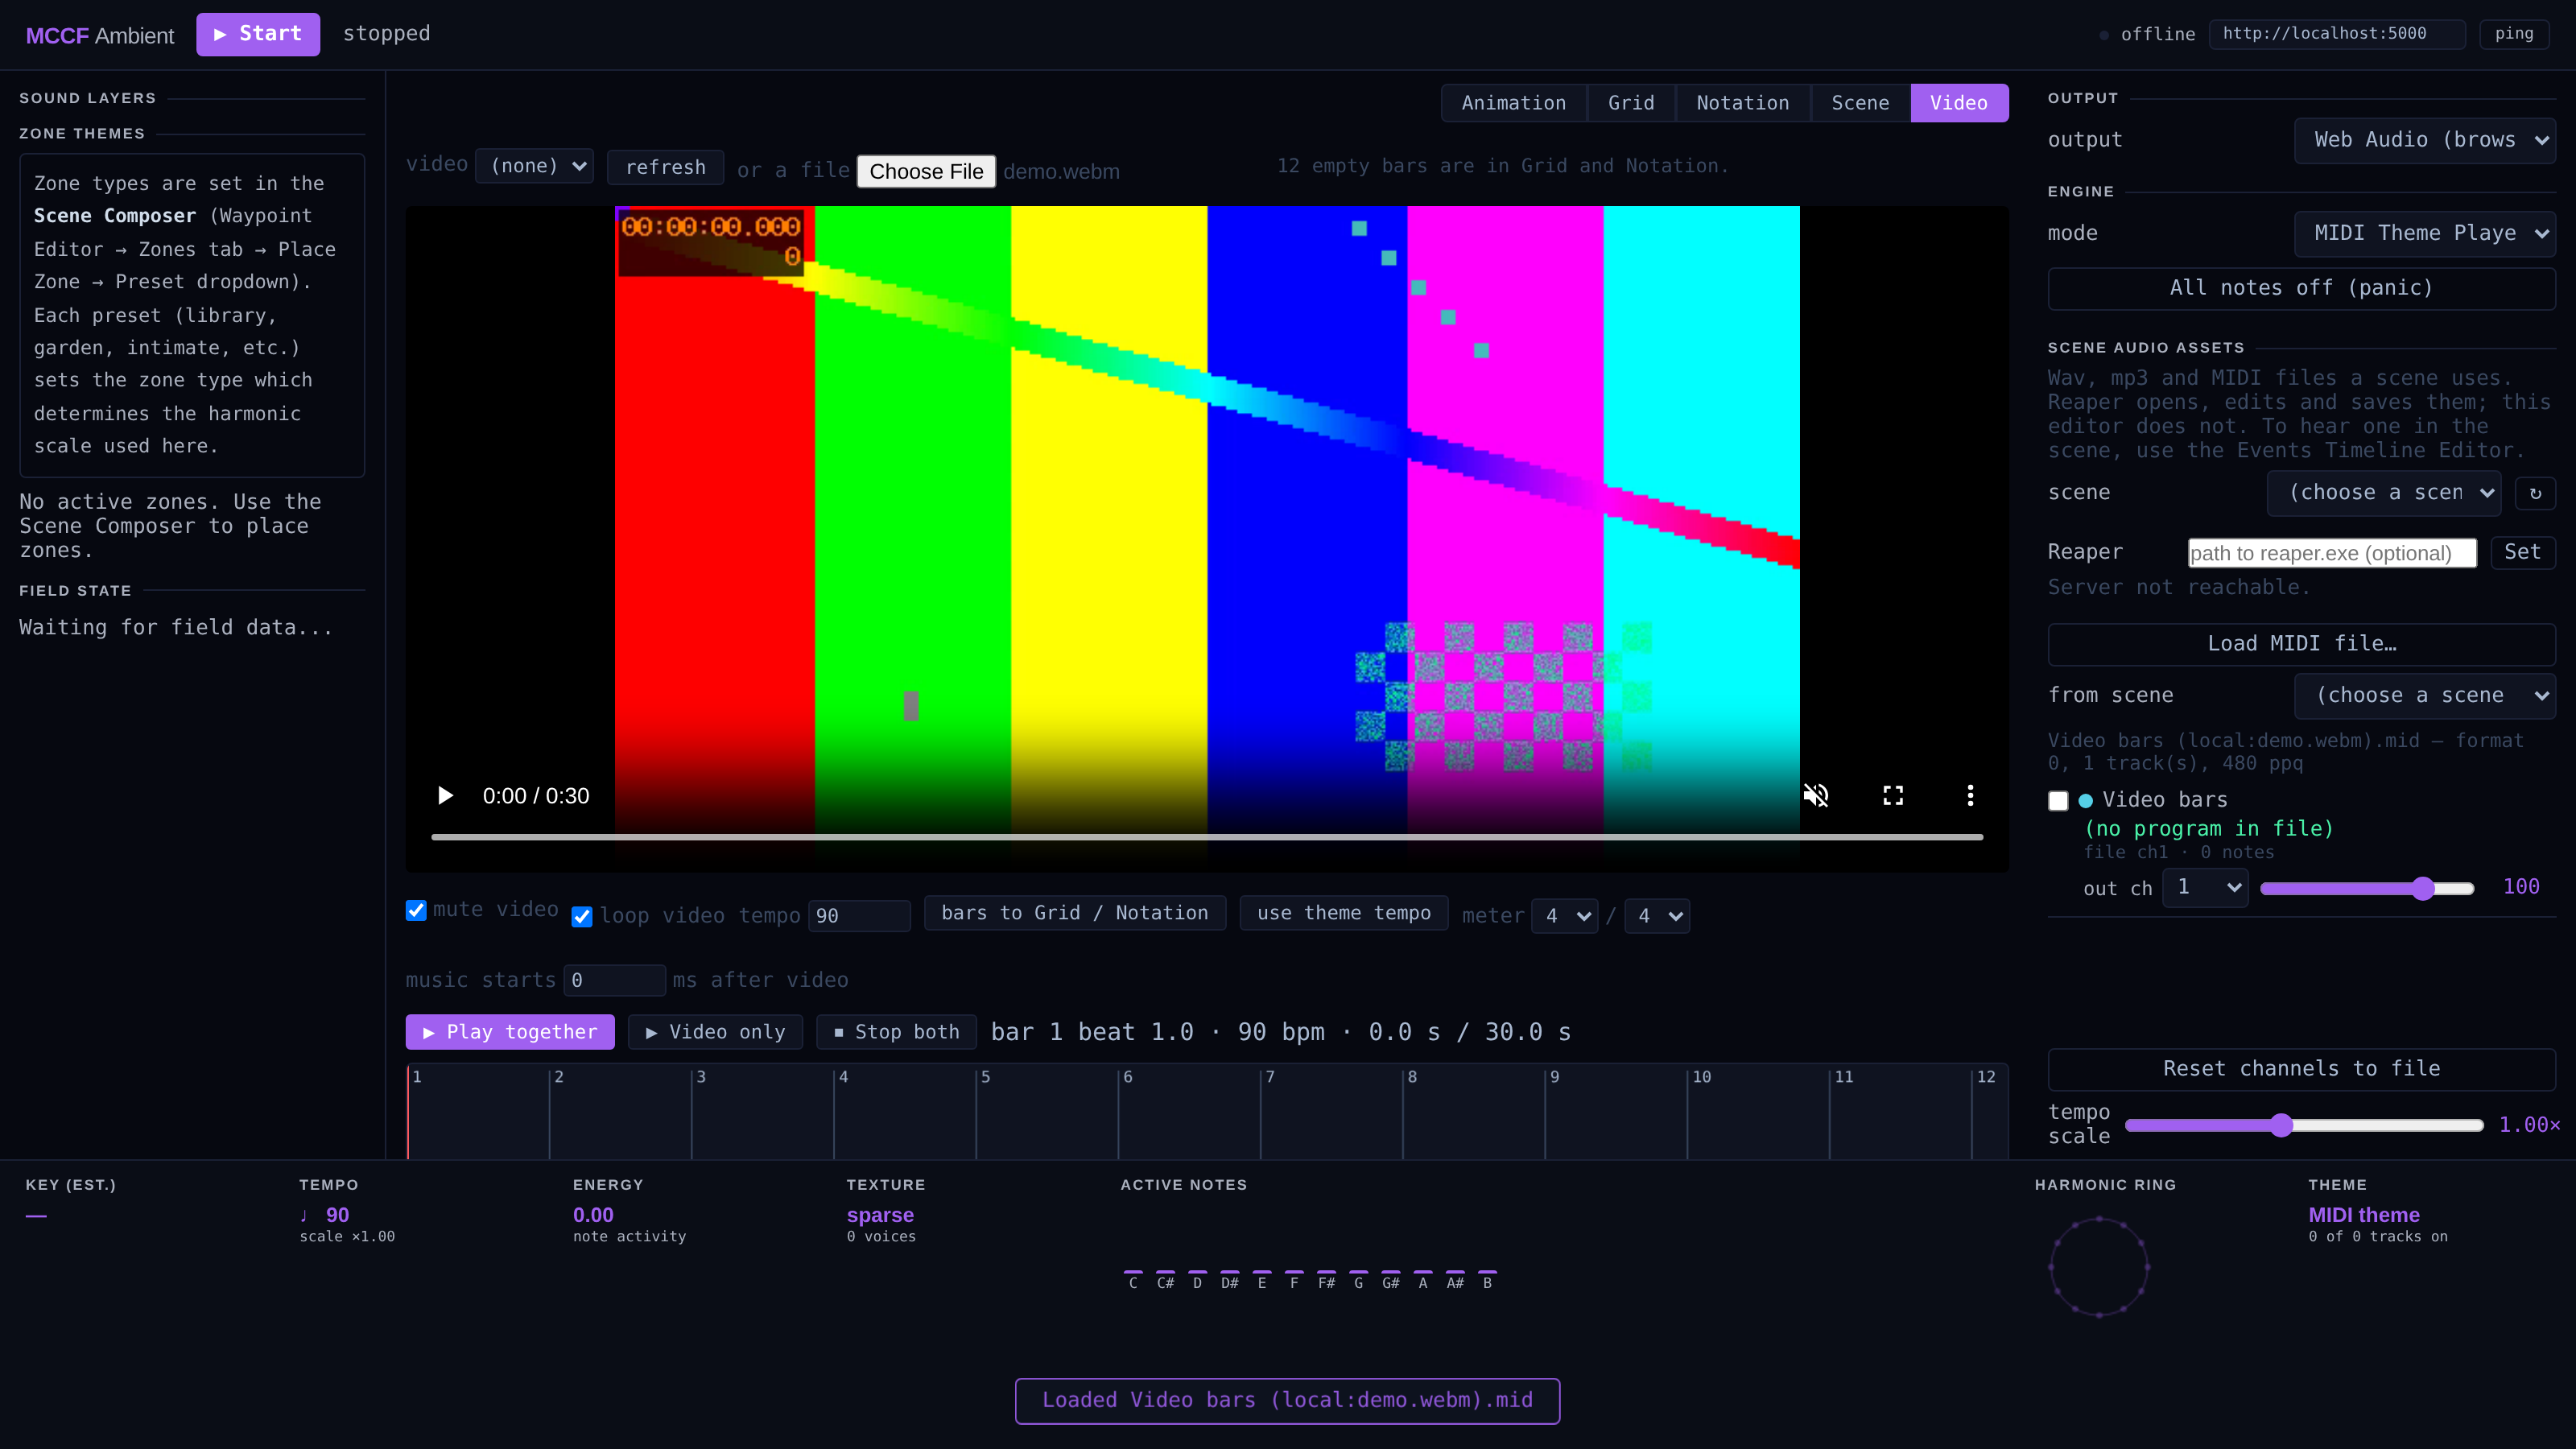 MCCF Ambient
▶ Start
stopped
offline
http://localhost:5000
ping
SOUND LAYERS
ZONE THEMES
Zone types are set in the
Scene Composer (Waypoint
Editor → Zones tab → Place
Zone → Preset dropdown).
Each preset (library,
garden, intimate, etc.)
sets the zone type which
determines the harmonic
scale used here.
No active zones. Use the
Scene Composer to place
zones.
FIELD STATE
Waiting for field data...
Animation
Grid
Notation
Scene
Video
video
(none)
refresh
or a file
Choose File
demo.webm
12 empty bars are in Grid and Notation.
00:00:00.000
0
0:00 / 0:30
mute video
loop video
tempo
90
bars to Grid / Notation
use theme tempo
meter
4
/
4
music starts
0
ms after video
▶ Play together
▶ Video only
■ Stop both
bar 1 beat 1.0 · 90 bpm · 0.0 s / 30.0 s
1
2
3
4
5
6
7
8
9
10
11
12
OUTPUT
output
Web Audio (brows
ENGINE
mode
MIDI Theme Playe
All notes off (panic)
SCENE AUDIO ASSETS
Wav, mp3 and MIDI files a scene uses.
Reaper opens, edits and saves them; this
editor does not. To hear one in the
scene, use the Events Timeline Editor.
scene
(choose a scen
↻
Reaper
path to reaper.exe (optional)
Set
Server not reachable.
Load MIDI file…
from scene
(choose a scene
Video bars (local:demo.webm).mid — format
0, 1 track(s), 480 ppq
Video bars
(no program in file)
file ch1 · 0 notes
out ch
1
100
Reset channels to file
tempo
scale
1.00×
KEY (EST.)
—
TEMPO
♩ 90
scale ×1.00
ENERGY
0.00
note activity
TEXTURE
sparse
0 voices
ACTIVE NOTES
C
C#
D
D#
E
F
F#
G
G#
A
A#
B
HARMONIC RING
THEME
MIDI theme
0 of 0 tracks on
Loaded Video bars (local:demo.webm).mid